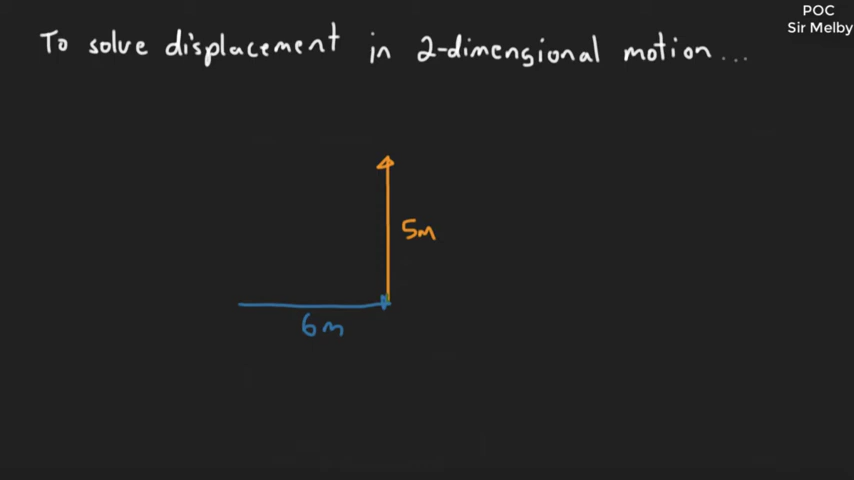 POC
Sir Melby
To solve displacement in 2-dimensional motion...
5m
6m